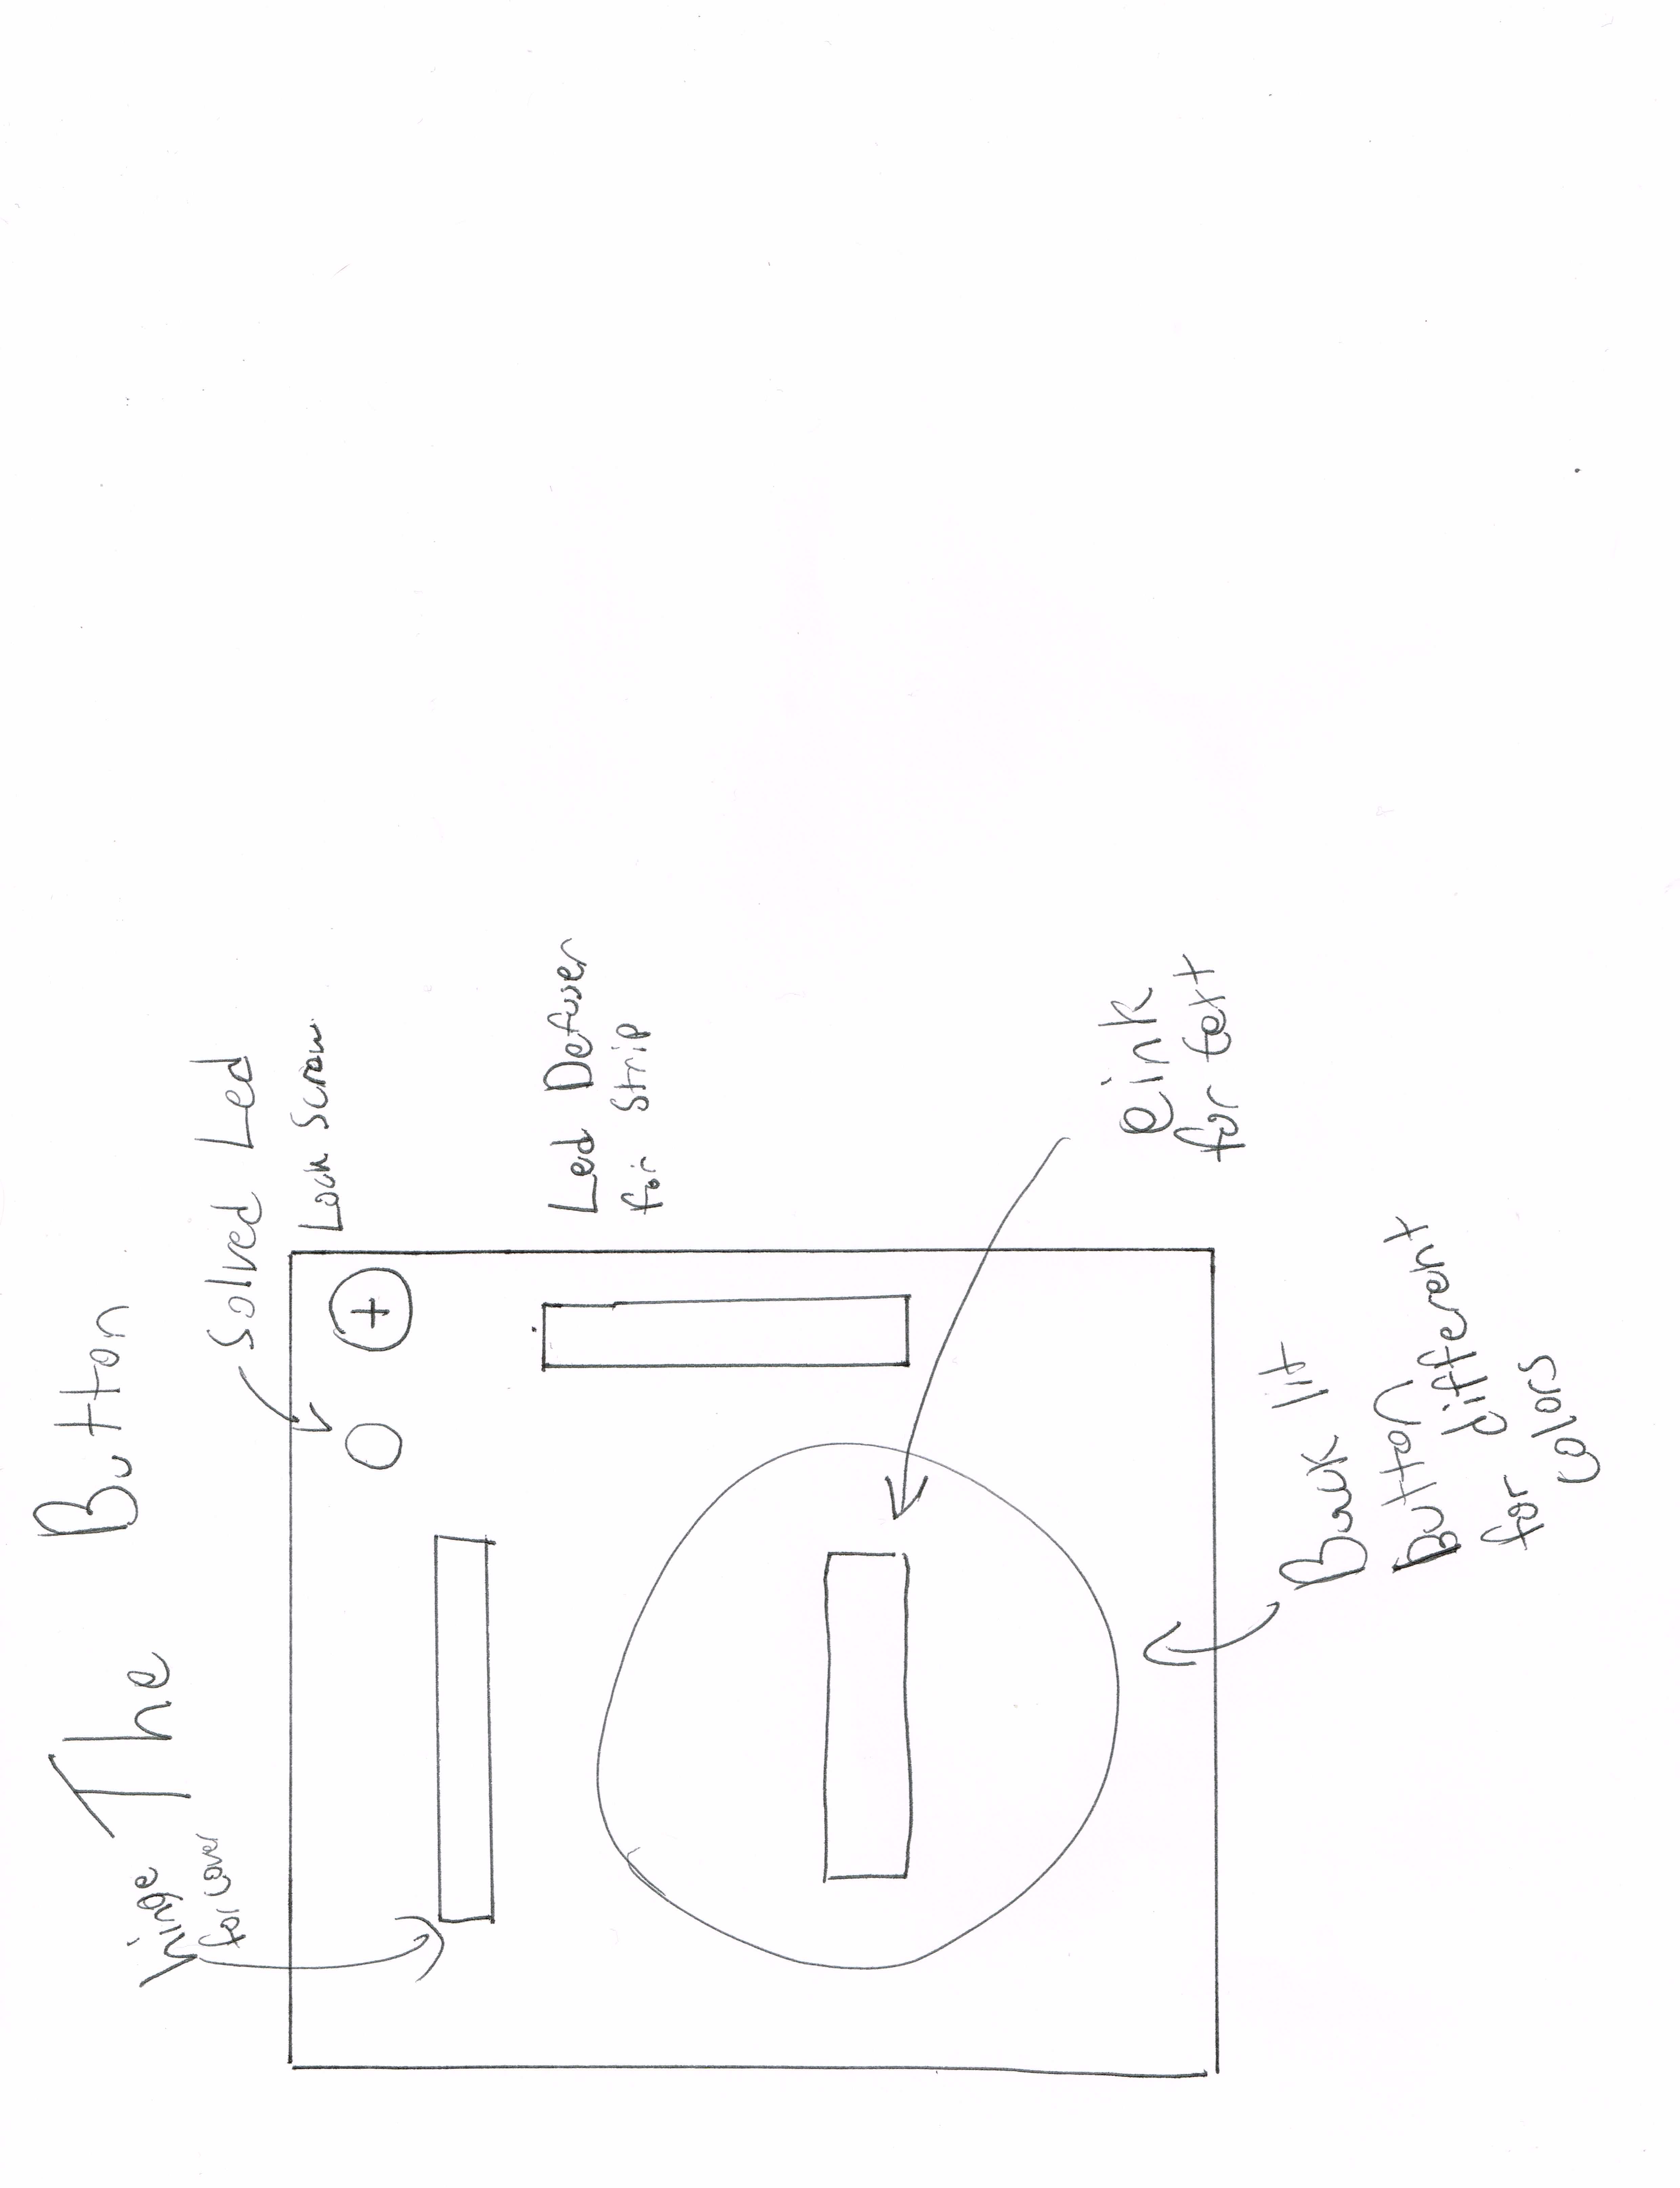 The Button
hinge
for cover
Solved Led
Lock Screw
+
Led Defuser
for Strip
eink
for text
Back lit
Button
for different
colors